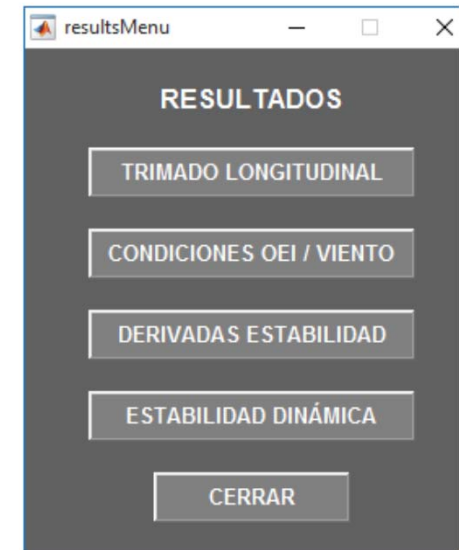 resultsMenu
RESULTADOS
TRIMADO LONGITUDINAL
CONDICIONES OEI / VIENTO
DERIVADAS ESTABILIDAD
ESTABILIDAD DINÁMICA
CERRAR